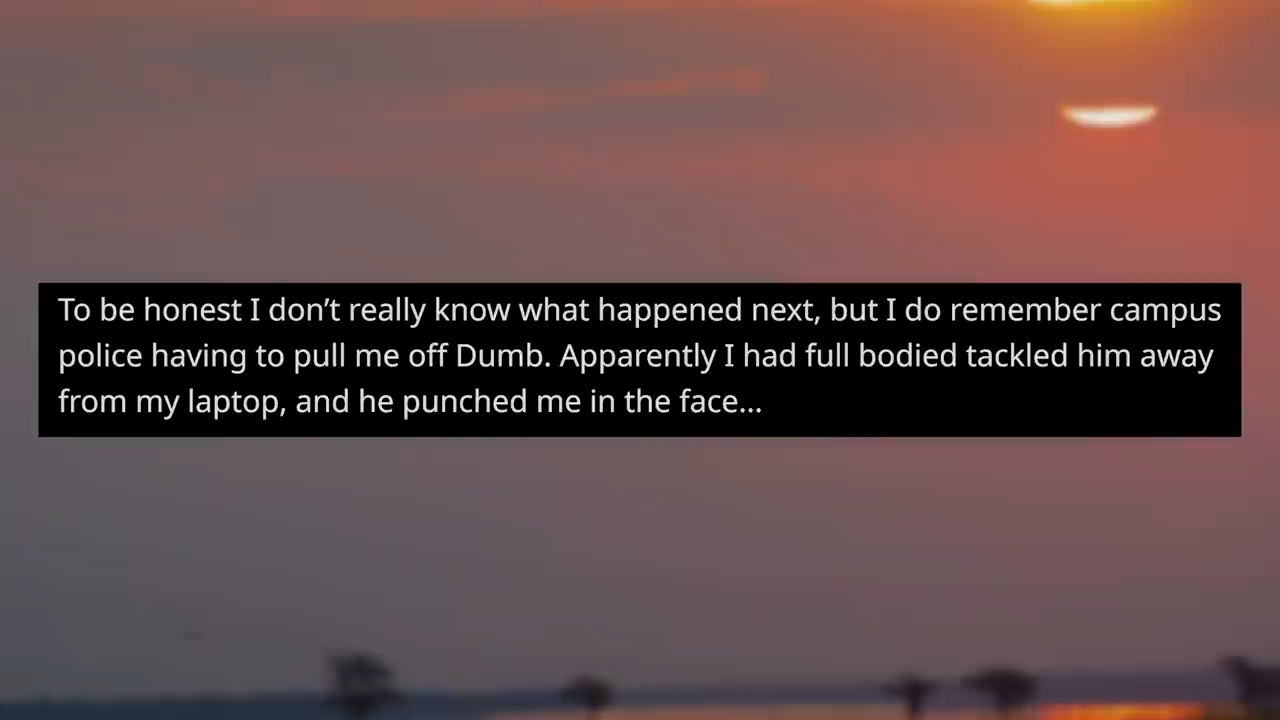 To be honest I don’t really know what happened next, but I do remember campus
police having to pull me off Dumb. Apparently I had full bodied tackled him away
from my laptop, and he punched me in the face...